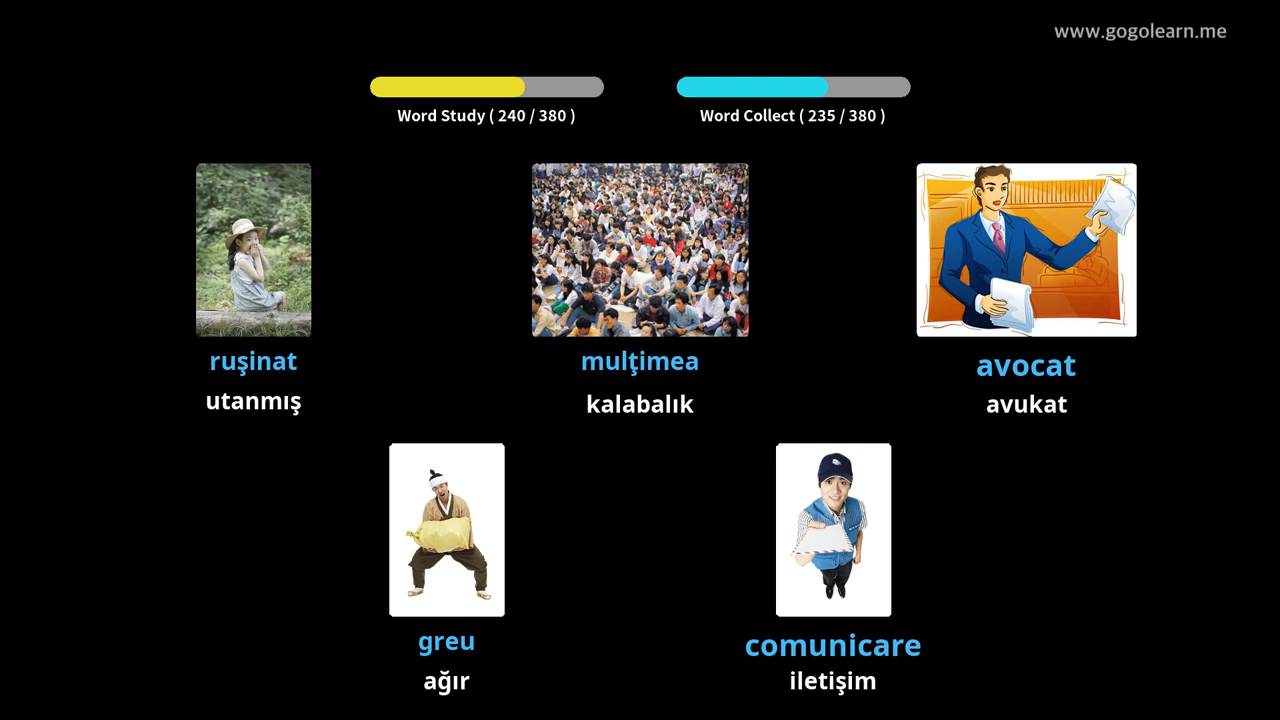 www.gogolearn.me
Word Study ( 240 / 380 )
Word Collect ( 235 / 380 )
ruşinat
utanmış
mulţimea
kalabalık
avocat
avukat
greu
ağır
comunicare
iletişim